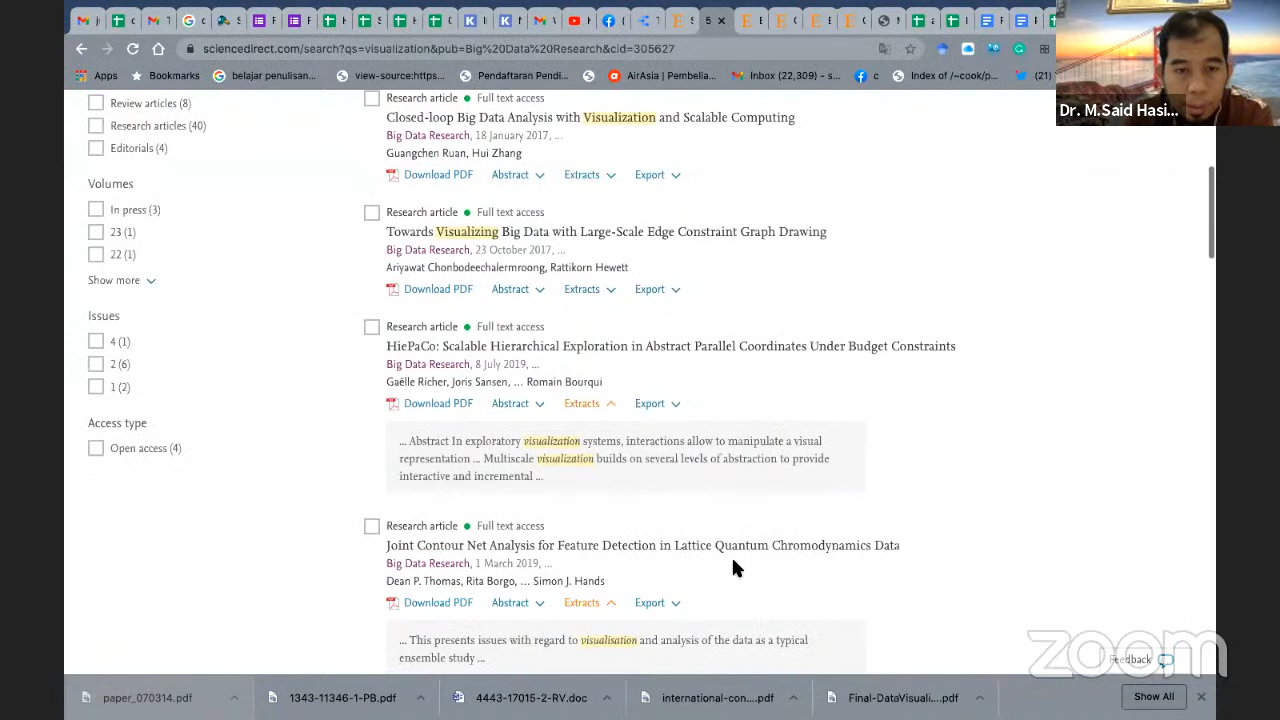 sciencedirect.com/search?qs=visualization&pub=Big%20Data%20Research&cid=305627
Apps
Bookmarks
belajar penulisan...
view-source:https...
Pendaftaran Pendi...
AirAsia | Pembelia...
Inbox (22,309) - s...
c
Index of /~cook/p...
(21)
Dr. M.Said Hasi...
Review articles (8)
Research articles (40)
Editorials (4)
Volumes
In press (3)
23 (1)
22 (1)
Show more
Issues
4 (1)
2 (6)
1 (2)
Access type
Open access (4)
Research article ● Full text access
Closed-loop Big Data Analysis with Visualization and Scalable Computing
Big Data Research, 18 January 2017, ...
Guangchen Ruan, Hui Zhang
Download PDF Abstract Extracts Export
Research article ● Full text access
Towards Visualizing Big Data with Large-Scale Edge Constraint Graph Drawing
Big Data Research, 23 October 2017, ...
Ariyawat Chonbodeechalermroong, Rattikorn Hewett
Download PDF Abstract Extracts Export
Research article ● Full text access
HiePaCo: Scalable Hierarchical Exploration in Abstract Parallel Coordinates Under Budget Constraints
Big Data Research, 8 July 2019, ...
Gaëlle Richer, Joris Sansen, ... Romain Bourqui
Download PDF Abstract Extracts Export
... Abstract In exploratory visualization systems, interactions allow to manipulate a visual
representation ... Multiscale visualization builds on several levels of abstraction to provide
interactive and incremental ...
Research article ● Full text access
Joint Contour Net Analysis for Feature Detection in Lattice Quantum Chromodynamics Data
Big Data Research, 1 March 2019, ...
Dean P. Thomas, Rita Borgo, ... Simon J. Hands
Download PDF Abstract Extracts Export
... This presents issues with regard to visualisation and analysis of the data as a typical
ensemble study ...
zoom
Feedback
paper_070314.pdf
1343-11346-1-PB.pdf
4443-17015-2-RV.doc
international-con....pdf
Final-DataVisuali....pdf
Show All